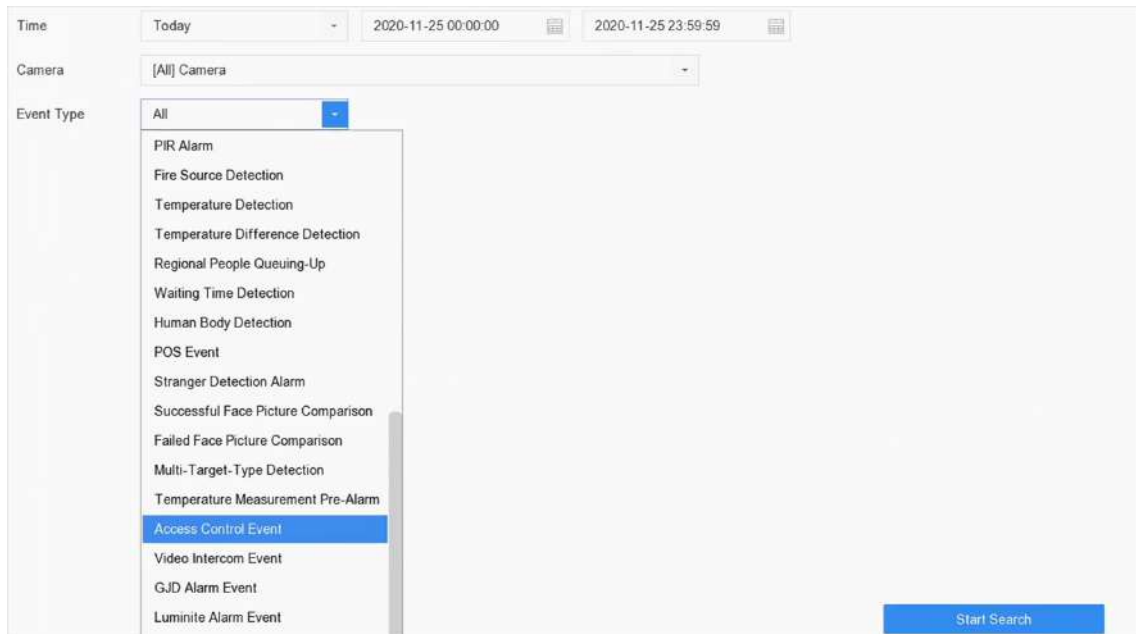 Time Today 2020-11-25 00:00:00 2020-11-25 23:59:59
Camera [All] Camera
Event Type All
PIR Alarm
Fire Source Detection
Temperature Detection
Temperature Difference Detection
Regional People Queuing-Up
Waiting Time Detection
Human Body Detection
POS Event
Stranger Detection Alarm
Successful Face Picture Comparison
Failed Face Picture Comparison
Multi-Target-Type Detection
Temperature Measurement Pre-Alarm
Access Control Event
Video Intercom Event
GJD Alarm Event
Luminite Alarm Event
Start Search